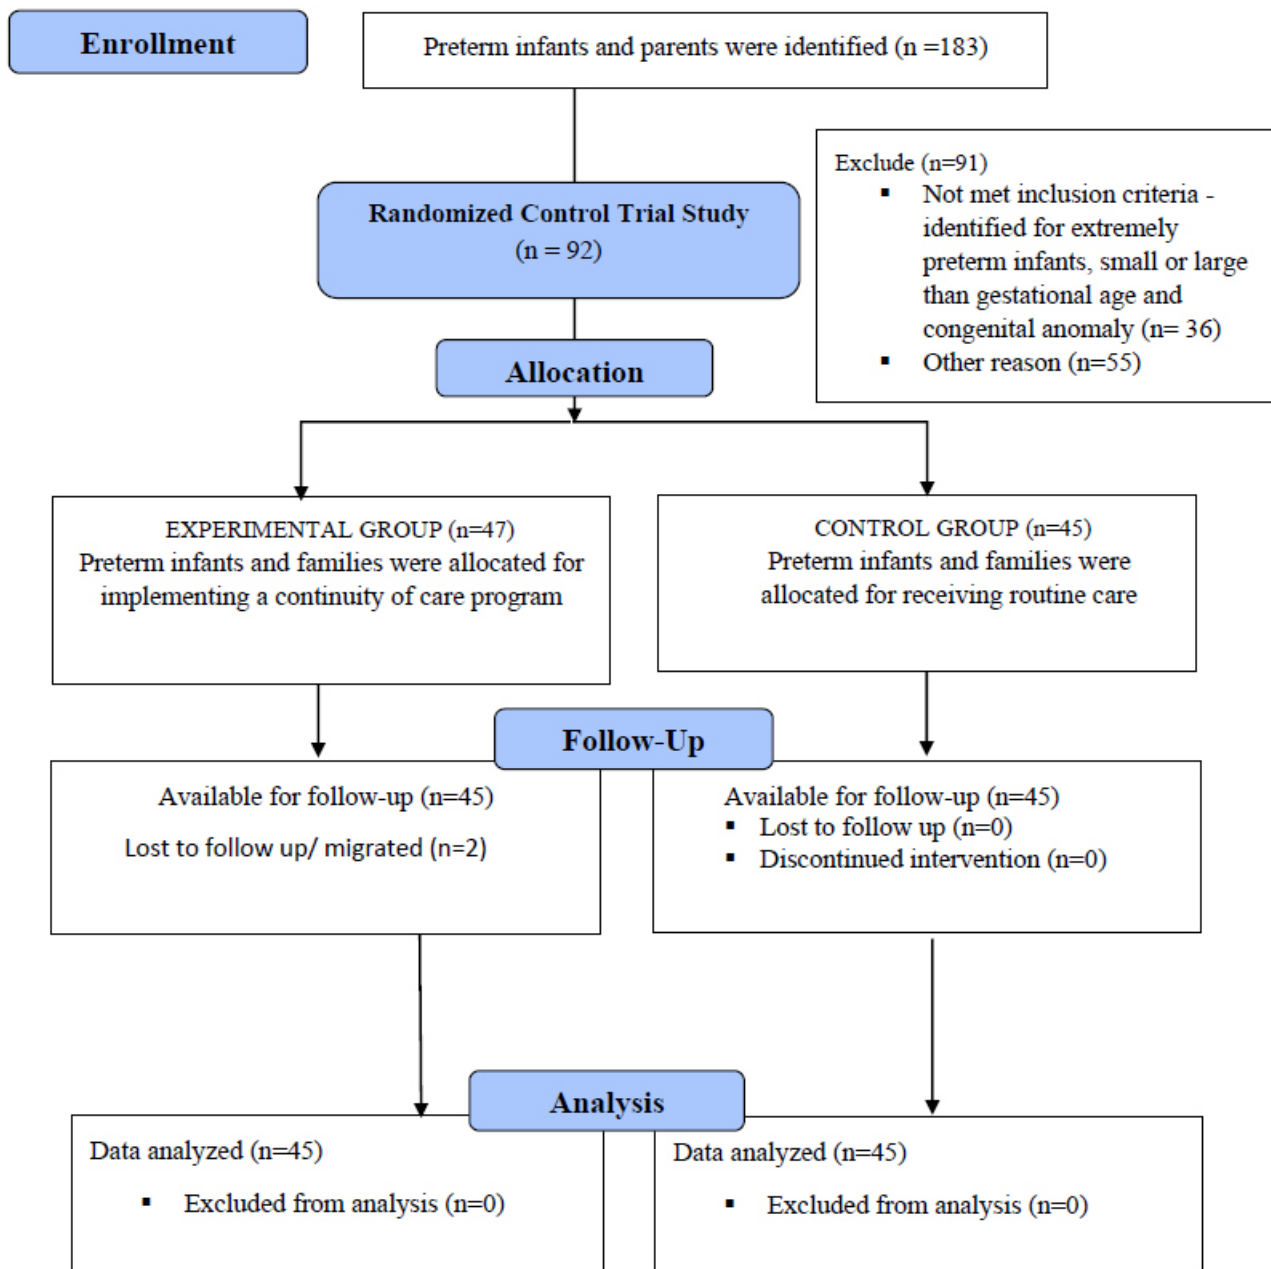 Enrollment
Preterm infants and parents were identified (n =183)
Exclude (n=91)
▪ Not met inclusion criteria -
identified for extremely
preterm infants, small or large
than gestational age and
congenital anomaly (n= 36)
▪ Other reason (n=55)
Randomized Control Trial Study
(n = 92)
Allocation
EXPERIMENTAL GROUP (n=47)
Preterm infants and families were allocated for
implementing a continuity of care program
CONTROL GROUP (n=45)
Preterm infants and families were
allocated for receiving routine care
Follow-Up
Available for follow-up (n=45)
Lost to follow up/ migrated (n=2)
Available for follow-up (n=45)
▪ Lost to follow up (n=0)
▪ Discontinued intervention (n=0)
Analysis
Data analyzed (n=45)
▪ Excluded from analysis (n=0)
Data analyzed (n=45)
▪ Excluded from analysis (n=0)